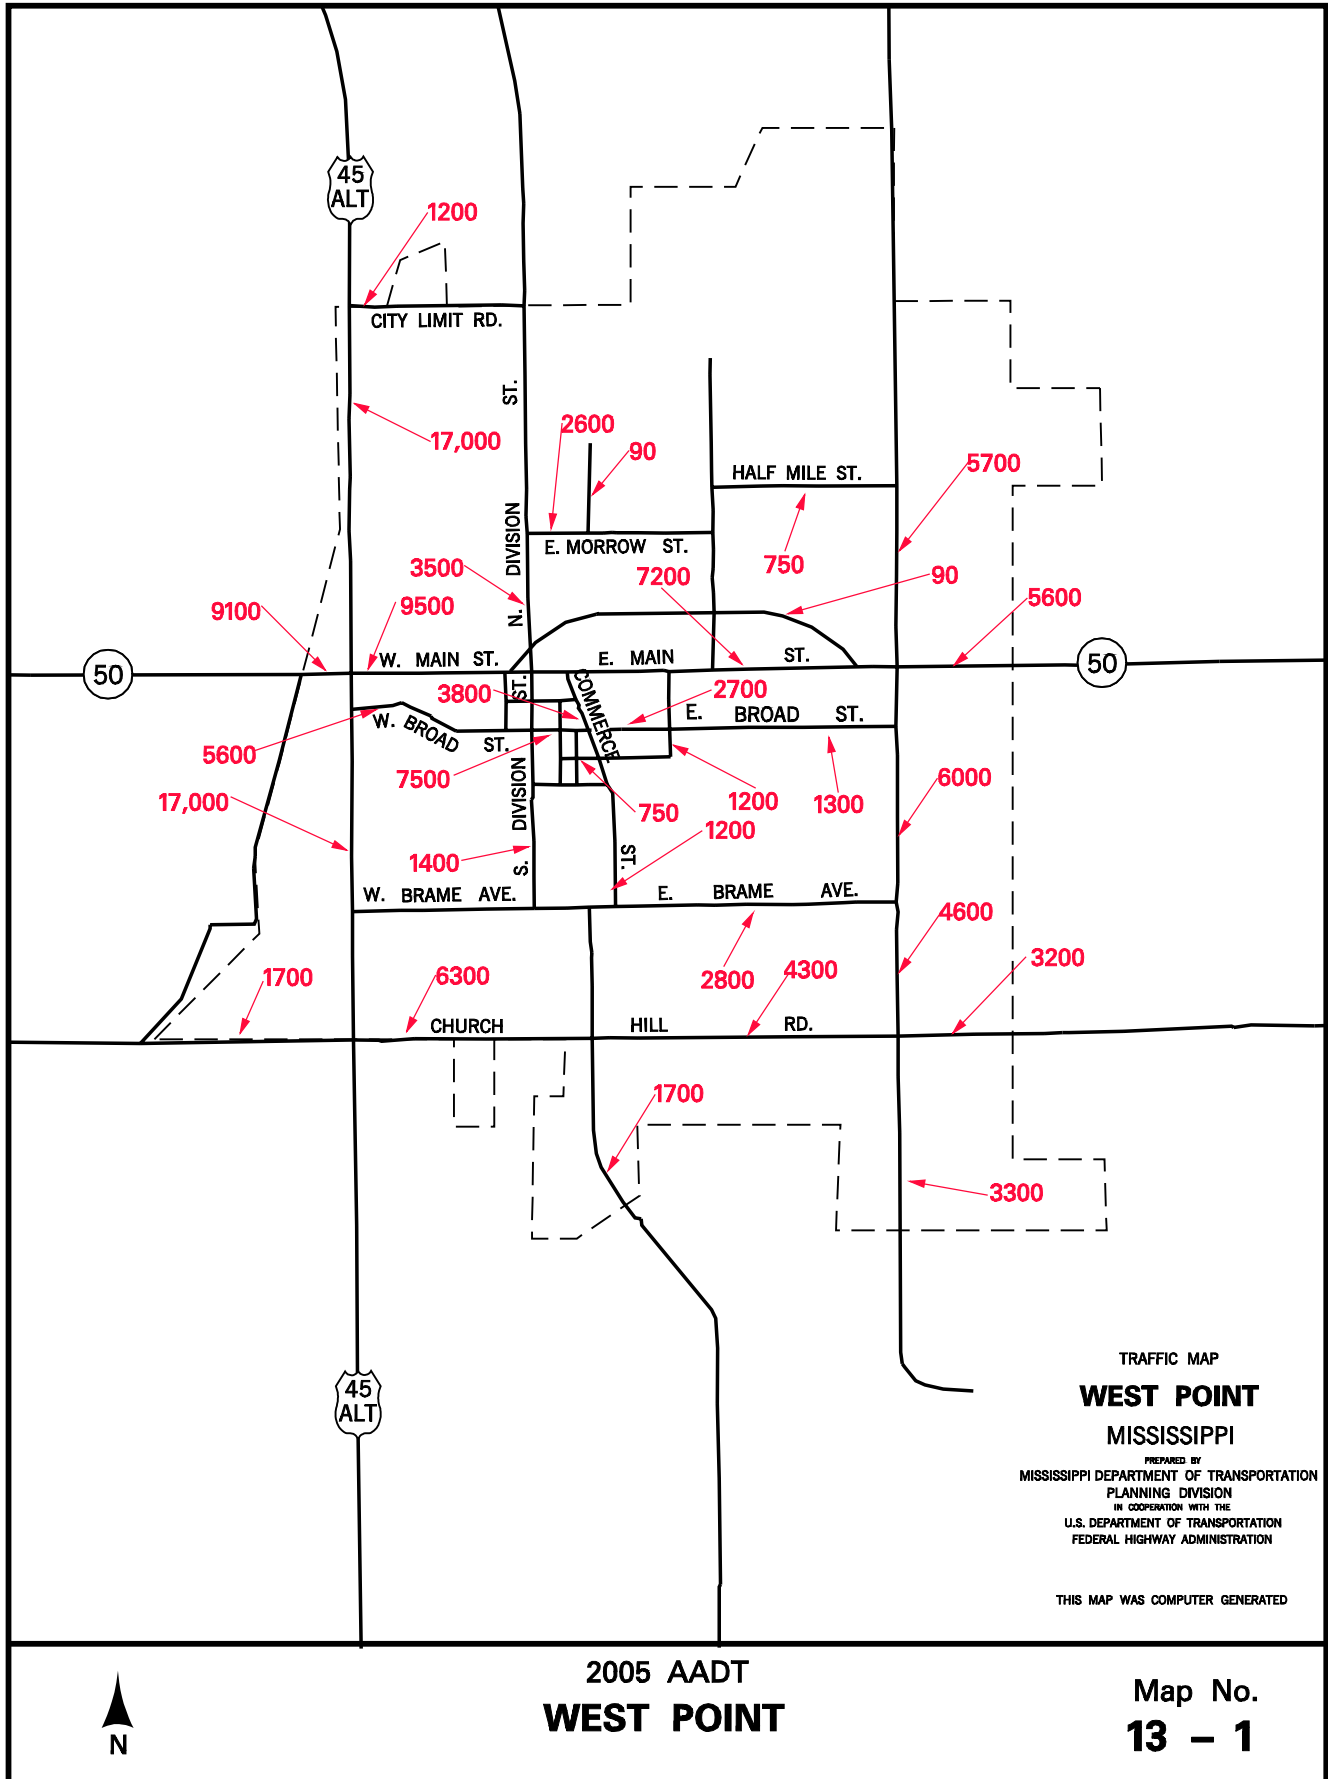 45
ALT
1200
CITY LIMIT RD.
ST.
17,000
2600
90
HALF MILE ST.
5700
DIVISION
E. MORROW ST.
3500
7200
750
90
9100
9500
N.
5600
W. MAIN ST.
E. MAIN ST.
50
50
ST.
3800
COMMERCE
2700
W. BROAD ST.
E. BROAD ST.
5600
7500
DIVISION
6000
17,000
750
1200
1300
1200
1400
S.
ST.
W. BRAME AVE.
E. BRAME AVE.
4600
1700
6300
2800
4300
3200
CHURCH HILL RD.
1700
3300
45
ALT
TRAFFIC MAP
WEST POINT
MISSISSIPPI
PREPARED BY
MISSISSIPPI DEPARTMENT OF TRANSPORTATION
PLANNING DIVISION
IN COOPERATION WITH THE
U.S. DEPARTMENT OF TRANSPORTATION
FEDERAL HIGHWAY ADMINISTRATION
THIS MAP WAS COMPUTER GENERATED
N
2005 AADT
WEST POINT
Map No.
13 – 1